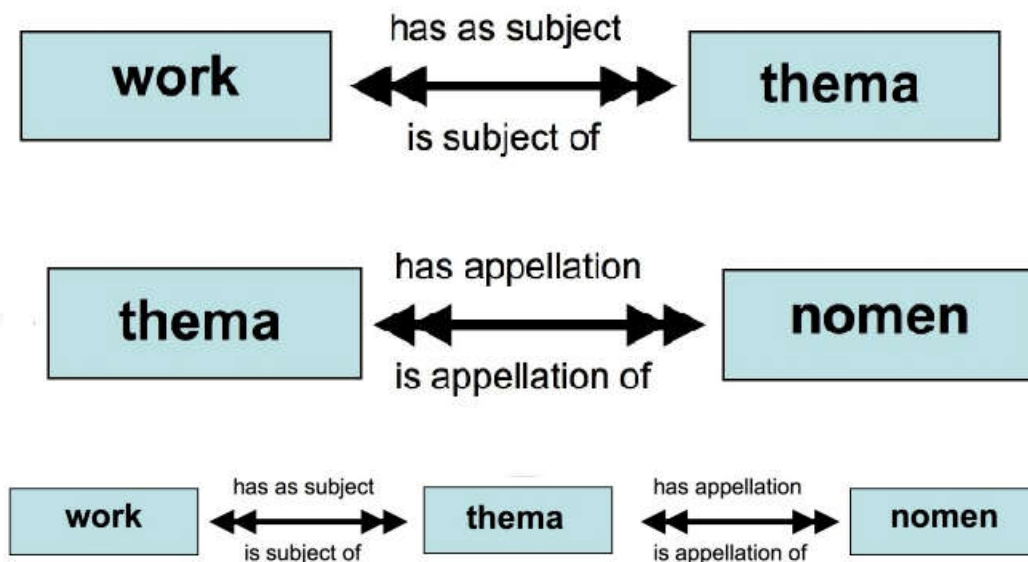 has as subject
work thema
is subject of
has appellation
thema nomen
is appellation of
has as subject has appellation
work thema nomen
is subject of is appellation of